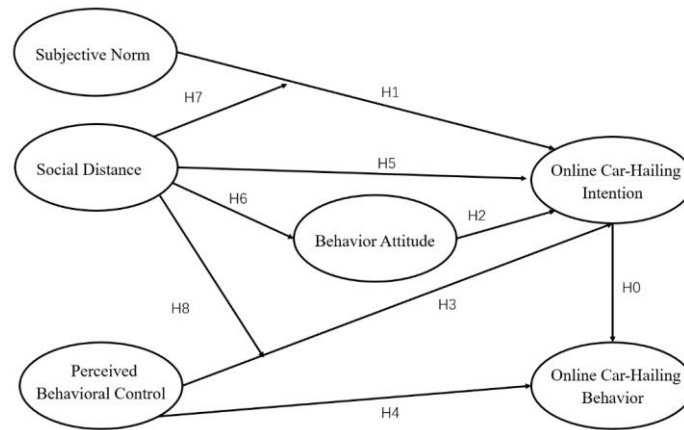 Subjective Norm
H7
H1
Social Distance
H5
Online Car-Hailing
Intention
H6
H2
Behavior Attitude
H3
H0
H8
Perceived
Behavioral Control
H4
Online Car-Hailing
Behavior